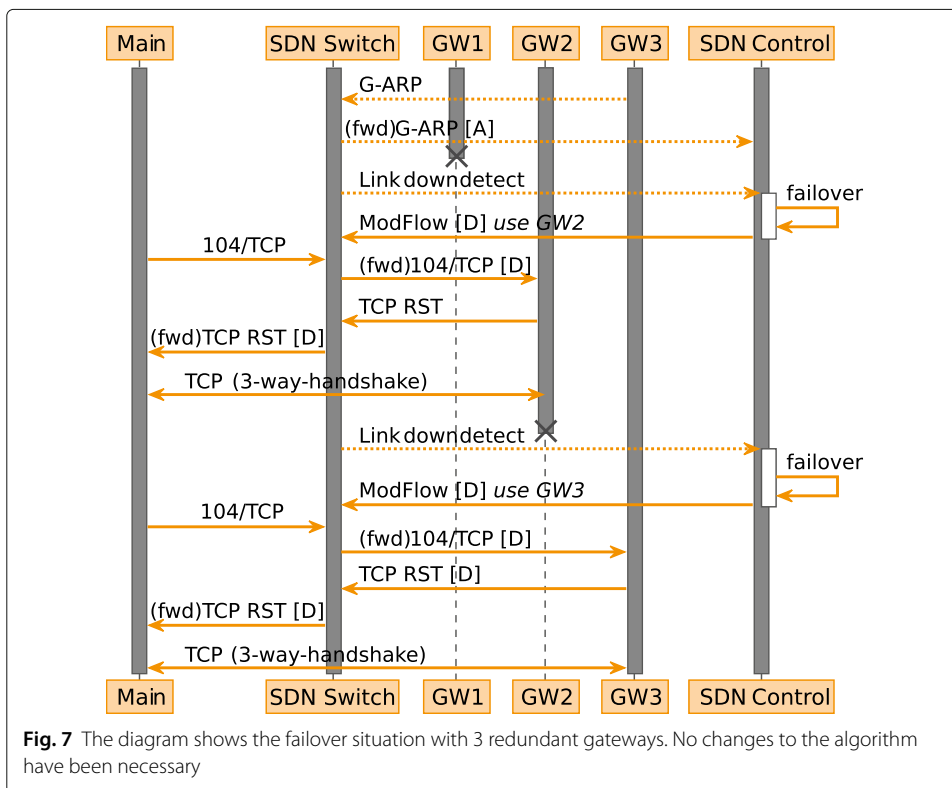 Main SDN Switch GW1 GW2 GW3 SDN Control
G-ARP
(fwd)G-ARP [A]
Link down detect
failover
ModFlow [D] use GW2
104/TCP
(fwd)104/TCP [D]
TCP RST
(fwd)TCP RST [D]
TCP (3-way-handshake)
Link down detect
failover
ModFlow [D] use GW3
104/TCP
(fwd)104/TCP [D]
TCP RST [D]
(fwd)TCP RST [D]
TCP (3-way-handshake)
Main SDN Switch GW1 GW2 GW3 SDN Control
Fig. 7 The diagram shows the failover situation with 3 redundant gateways. No changes to the algorithm
have been necessary